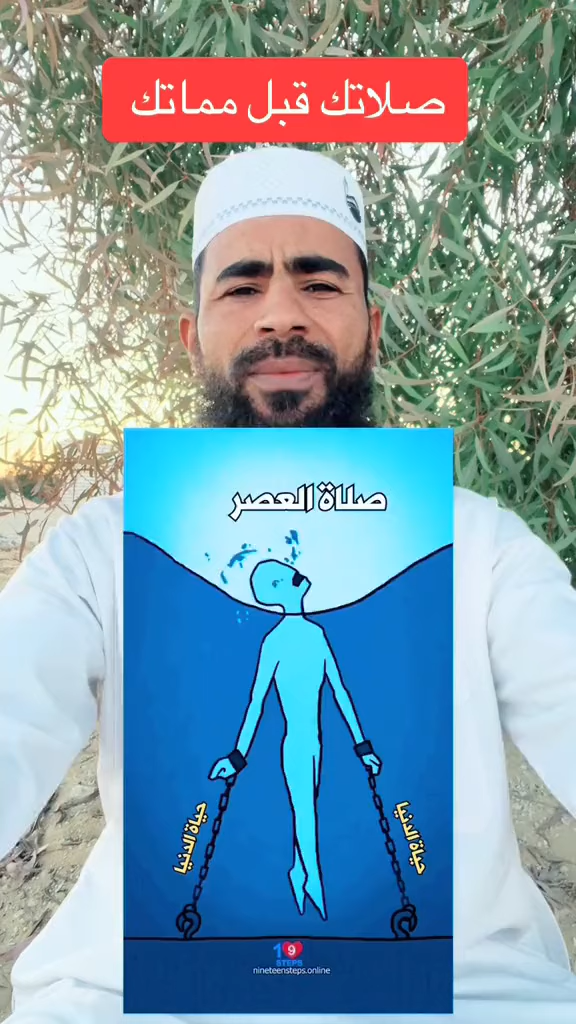 صلاتك قبل مماتك
صلاة العصر
حياة الدنيا
حياة الدنيا
19
STEPS
nineteensteps.online